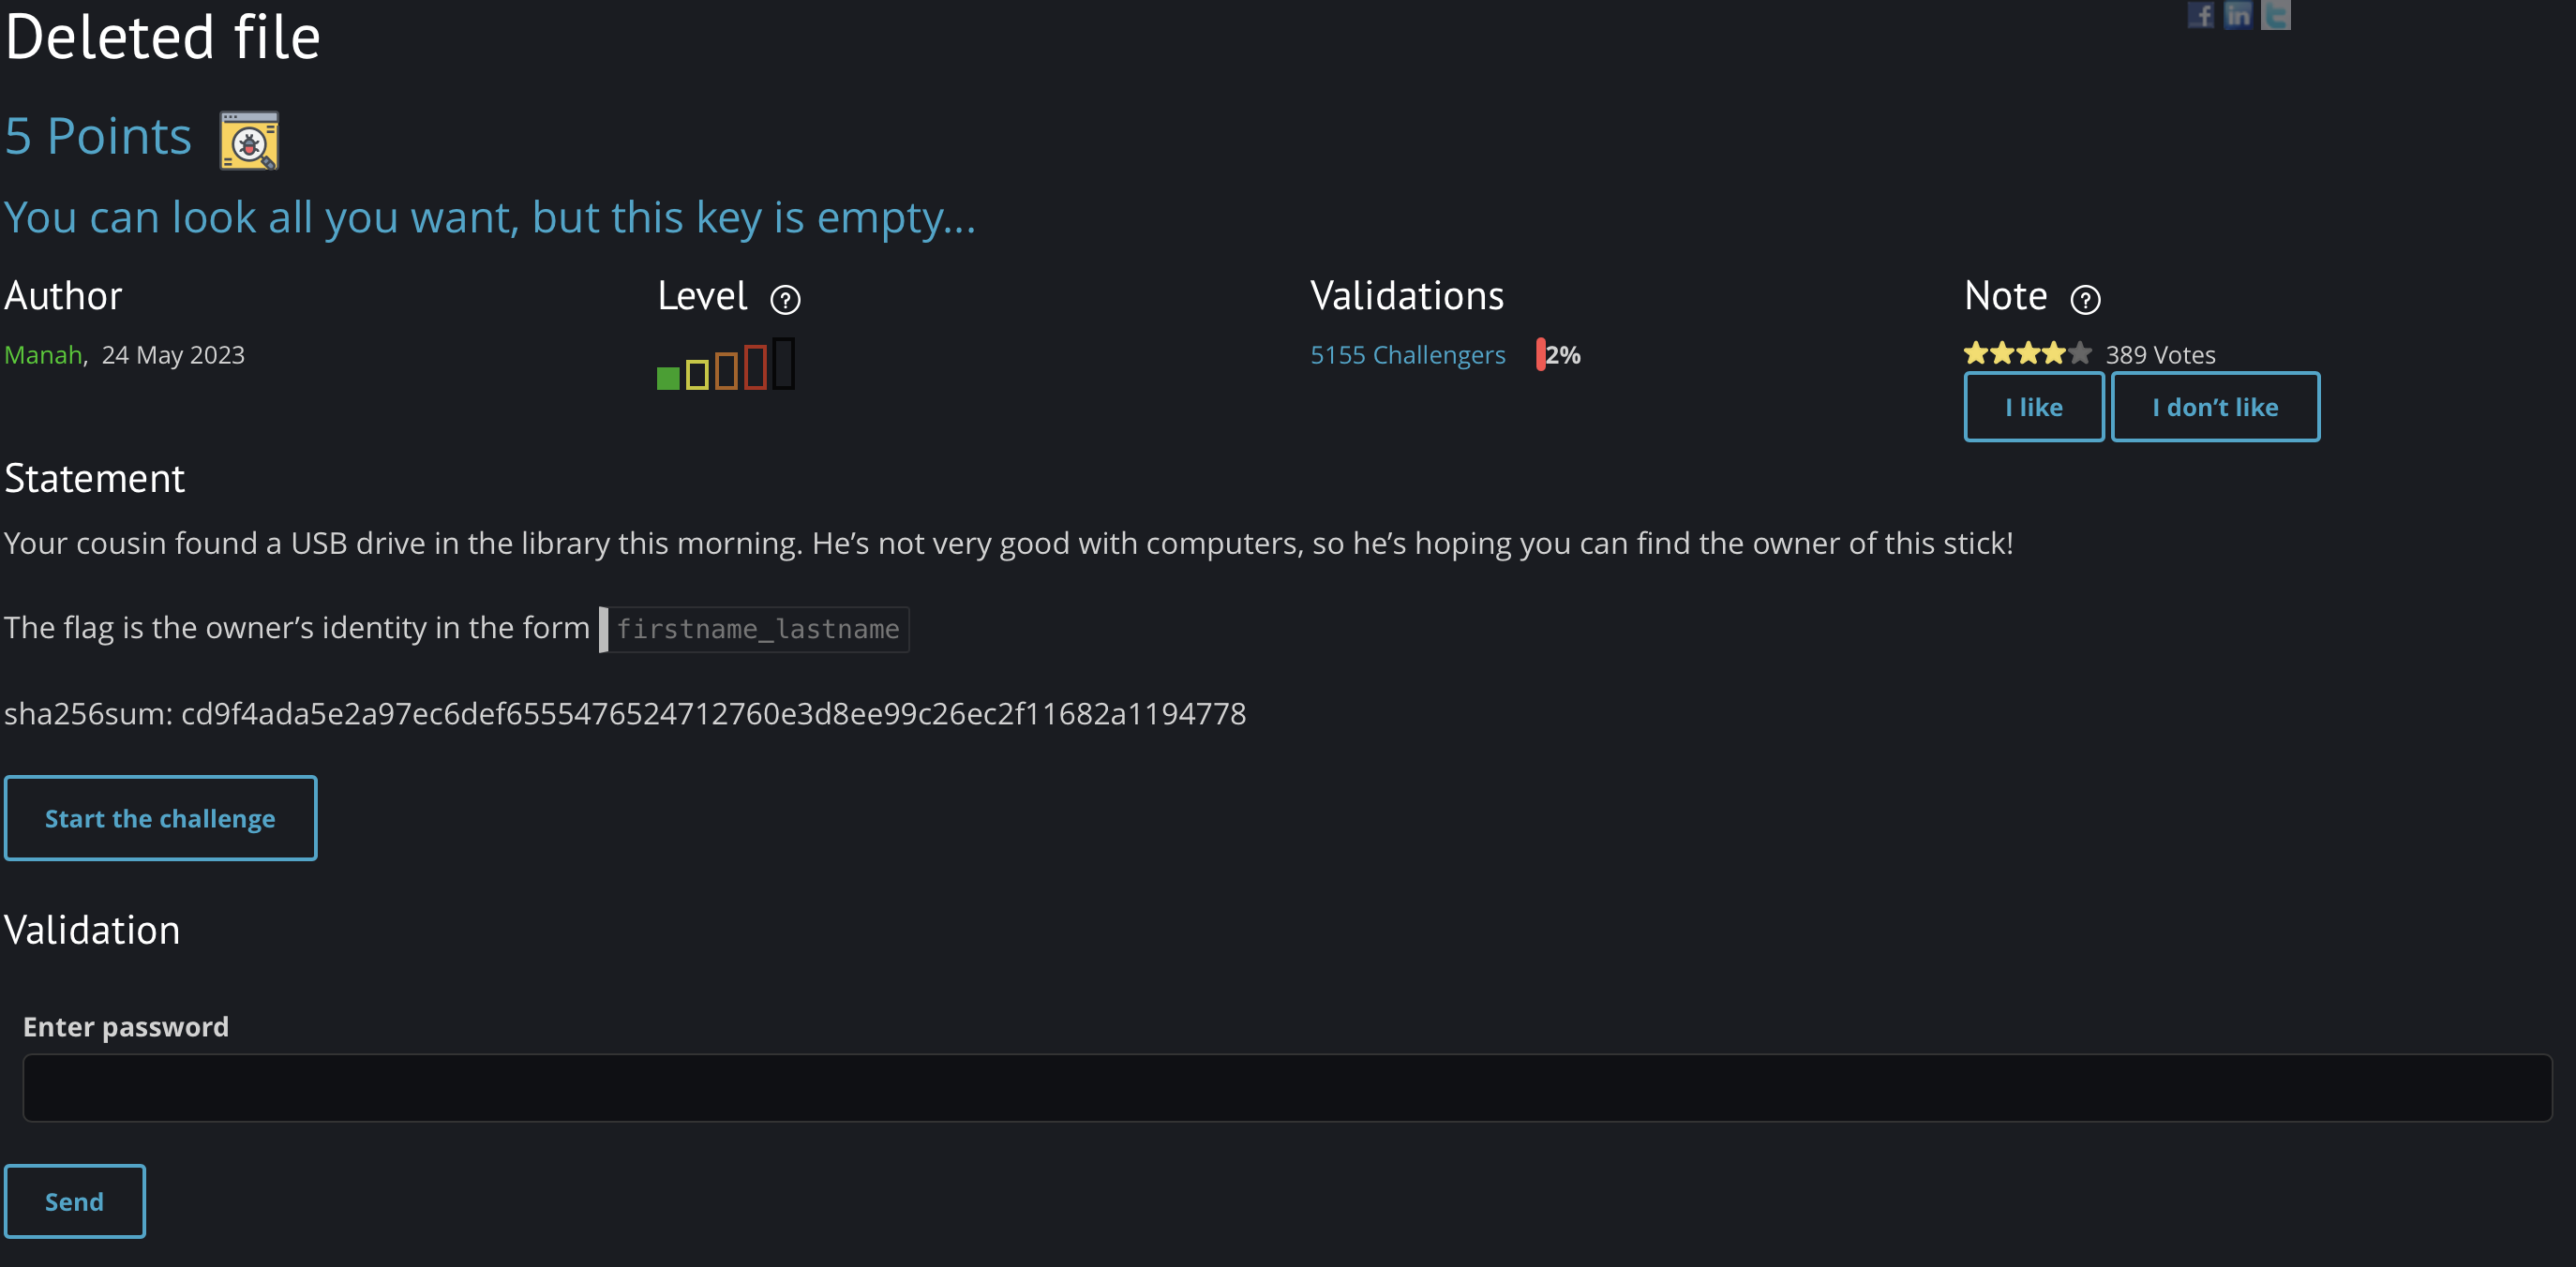 Deleted file
5 Points
You can look all you want, but this key is empty...
Author
Level ?
Validations
Note ?
Manah, 24 May 2023
5155 Challengers 2%
389 Votes
I like
I don’t like
Statement
Your cousin found a USB drive in the library this morning. He’s not very good with computers, so he’s hoping you can find the owner of this stick!
The flag is the owner’s identity in the form firstname_lastname
sha256sum: cd9f4ada5e2a97ec6def6555476524712760e3d8ee99c26ec2f11682a1194778
Start the challenge
Validation
Enter password
Send